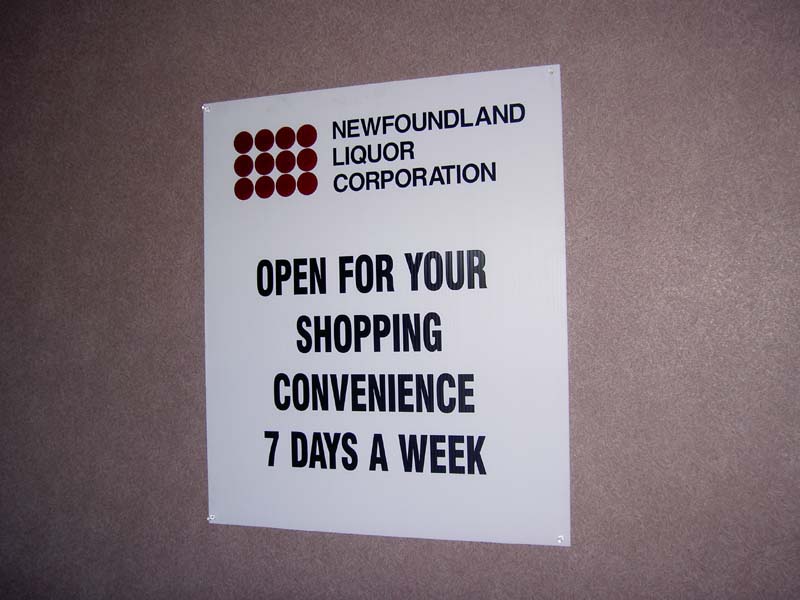 NEWFOUNDLAND
LIQUOR
CORPORATION
OPEN FOR YOUR
SHOPPING
CONVENIENCE
7 DAYS A WEEK